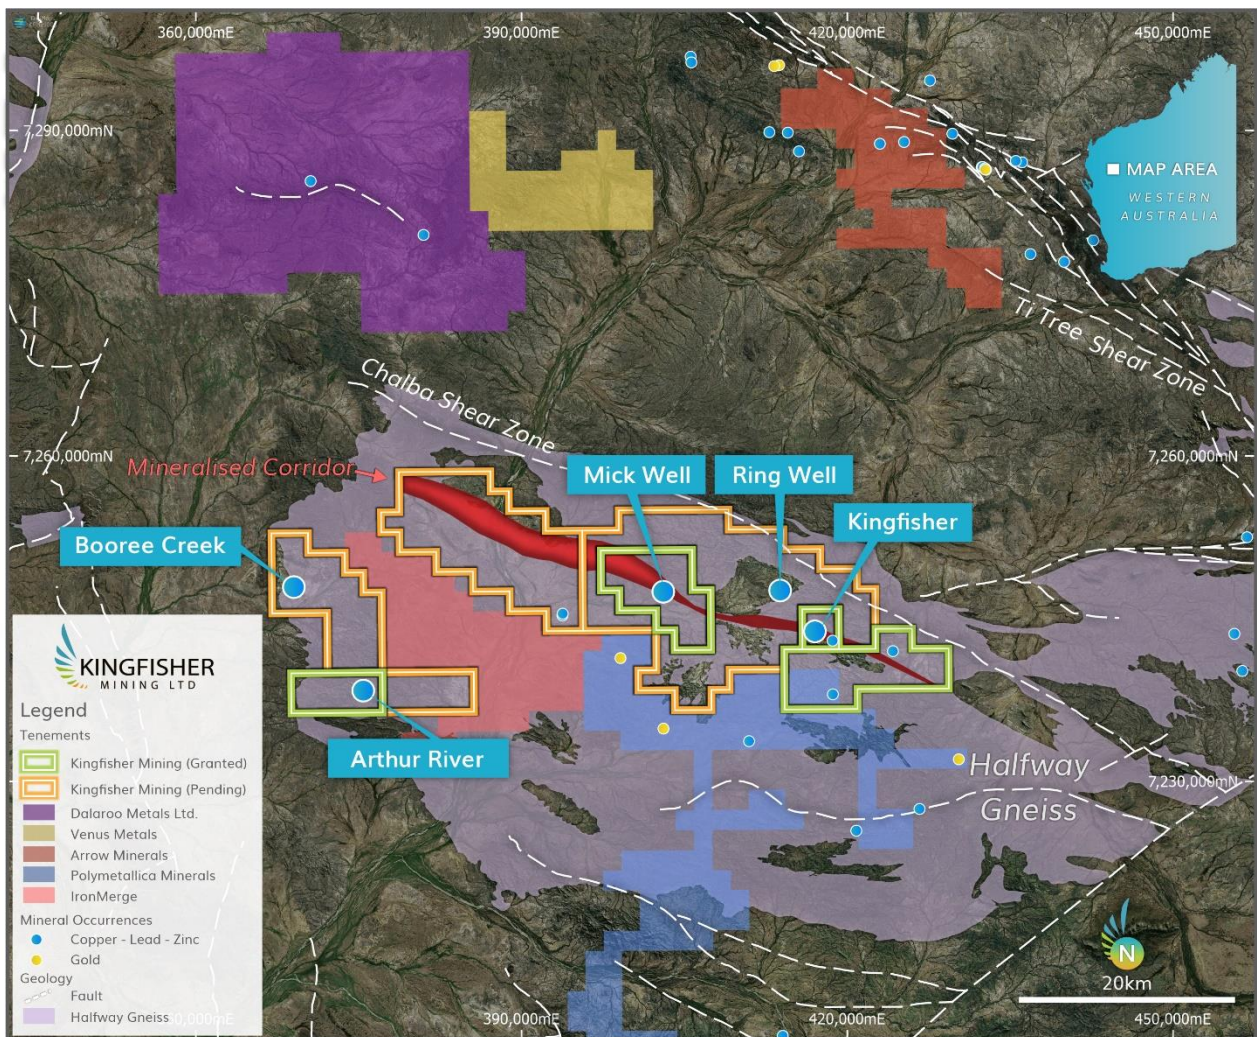 360,000mE
390,000mE
420,000mE
450,000mE
7,290,000mN
7,290,000mN
MAP AREA
WESTERN
AUSTRALIA
Ti Tree Shear Zone
Chalba Shear Zone
7,260,000mN
7,260,000mN
Mineralised Corridor
Mick Well
Ring Well
Kingfisher
Booree Creek
Arthur River
Halfway
Gneiss
7,230,000mN
KINGFISHER
MINING LTD
Legend
Tenements
Kingfisher Mining (Granted)
Kingfisher Mining (Pending)
Dalaroo Metals Ltd.
Venus Metals
Arrow Minerals
Polymetallica Minerals
IronMerge
Mineral Occurrences
Copper - Lead - Zinc
Gold
Geology
Fault
Halfway Gneiss
N
20km
390,000mE
420,000mE
450,000mE